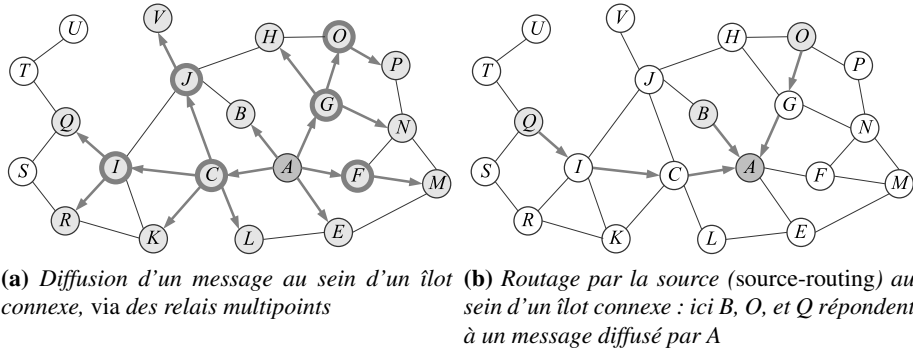 V
U
H
O
T
P
J
G
B
Q
N
S
I
C
A
F
M
R
K
L
E
V
U
H
O
T
P
J
G
B
Q
N
S
I
C
A
F
M
R
K
L
E
(a) Diffusion d'un message au sein d'un îlot
connexe, via des relais multipoints
(b) Routage par la source (source-routing) au
sein d'un îlot connexe : ici B, O, et Q répondent
à un message diffusé par A